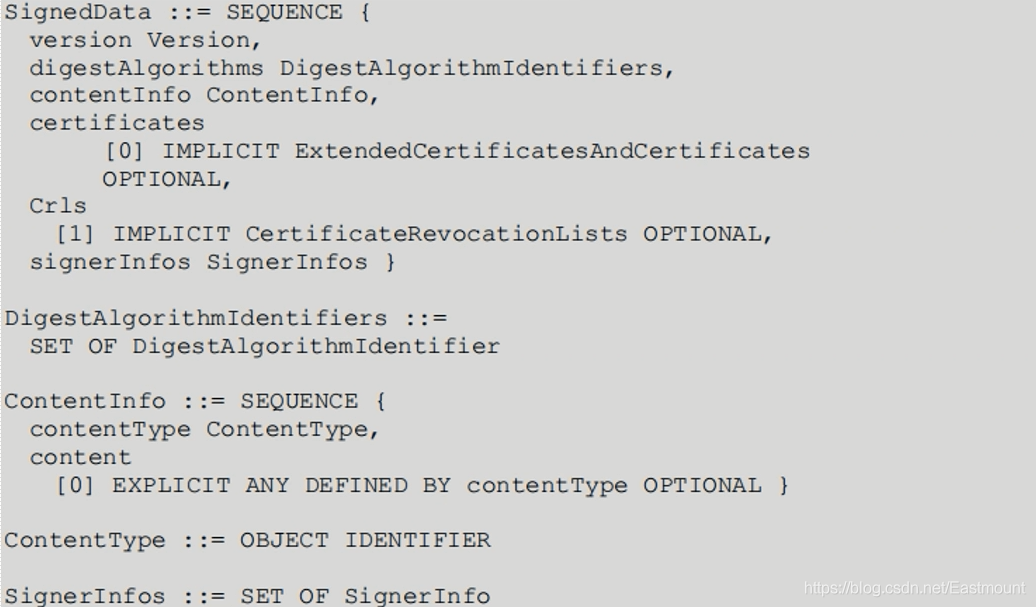 SignedData ::= SEQUENCE {
version Version,
digestAlgorithms DigestAlgorithmIdentifiers,
contentInfo ContentInfo,
certificates
[0] IMPLICIT ExtendedCertificatesAndCertificates
OPTIONAL,
Crls
[1] IMPLICIT CertificateRevocationLists OPTIONAL,
signerInfos SignerInfos }
DigestAlgorithmIdentifiers ::=
SET OF DigestAlgorithmIdentifier
ContentInfo ::= SEQUENCE {
contentType ContentType,
content
[0] EXPLICIT ANY DEFINED BY contentType OPTIONAL }
ContentType ::= OBJECT IDENTIFIER
SignerInfos ::= SET OF SignerInfo
https://blog.csdn.net/Eastmount